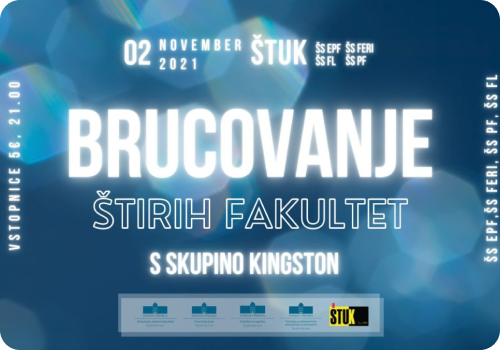 02 NOVEMBER 2021 ŠTUK ŠS EPF ŠS FERI
ŠS FL ŠS PF
VSTOPNICE 5€, 21.00
BRUCOVANJE
ŠTIRIH FAKULTET
S SKUPINO KINGSTON
ŠS EPF, ŠS FERI, ŠS PF, ŠS FL
ŠTUK